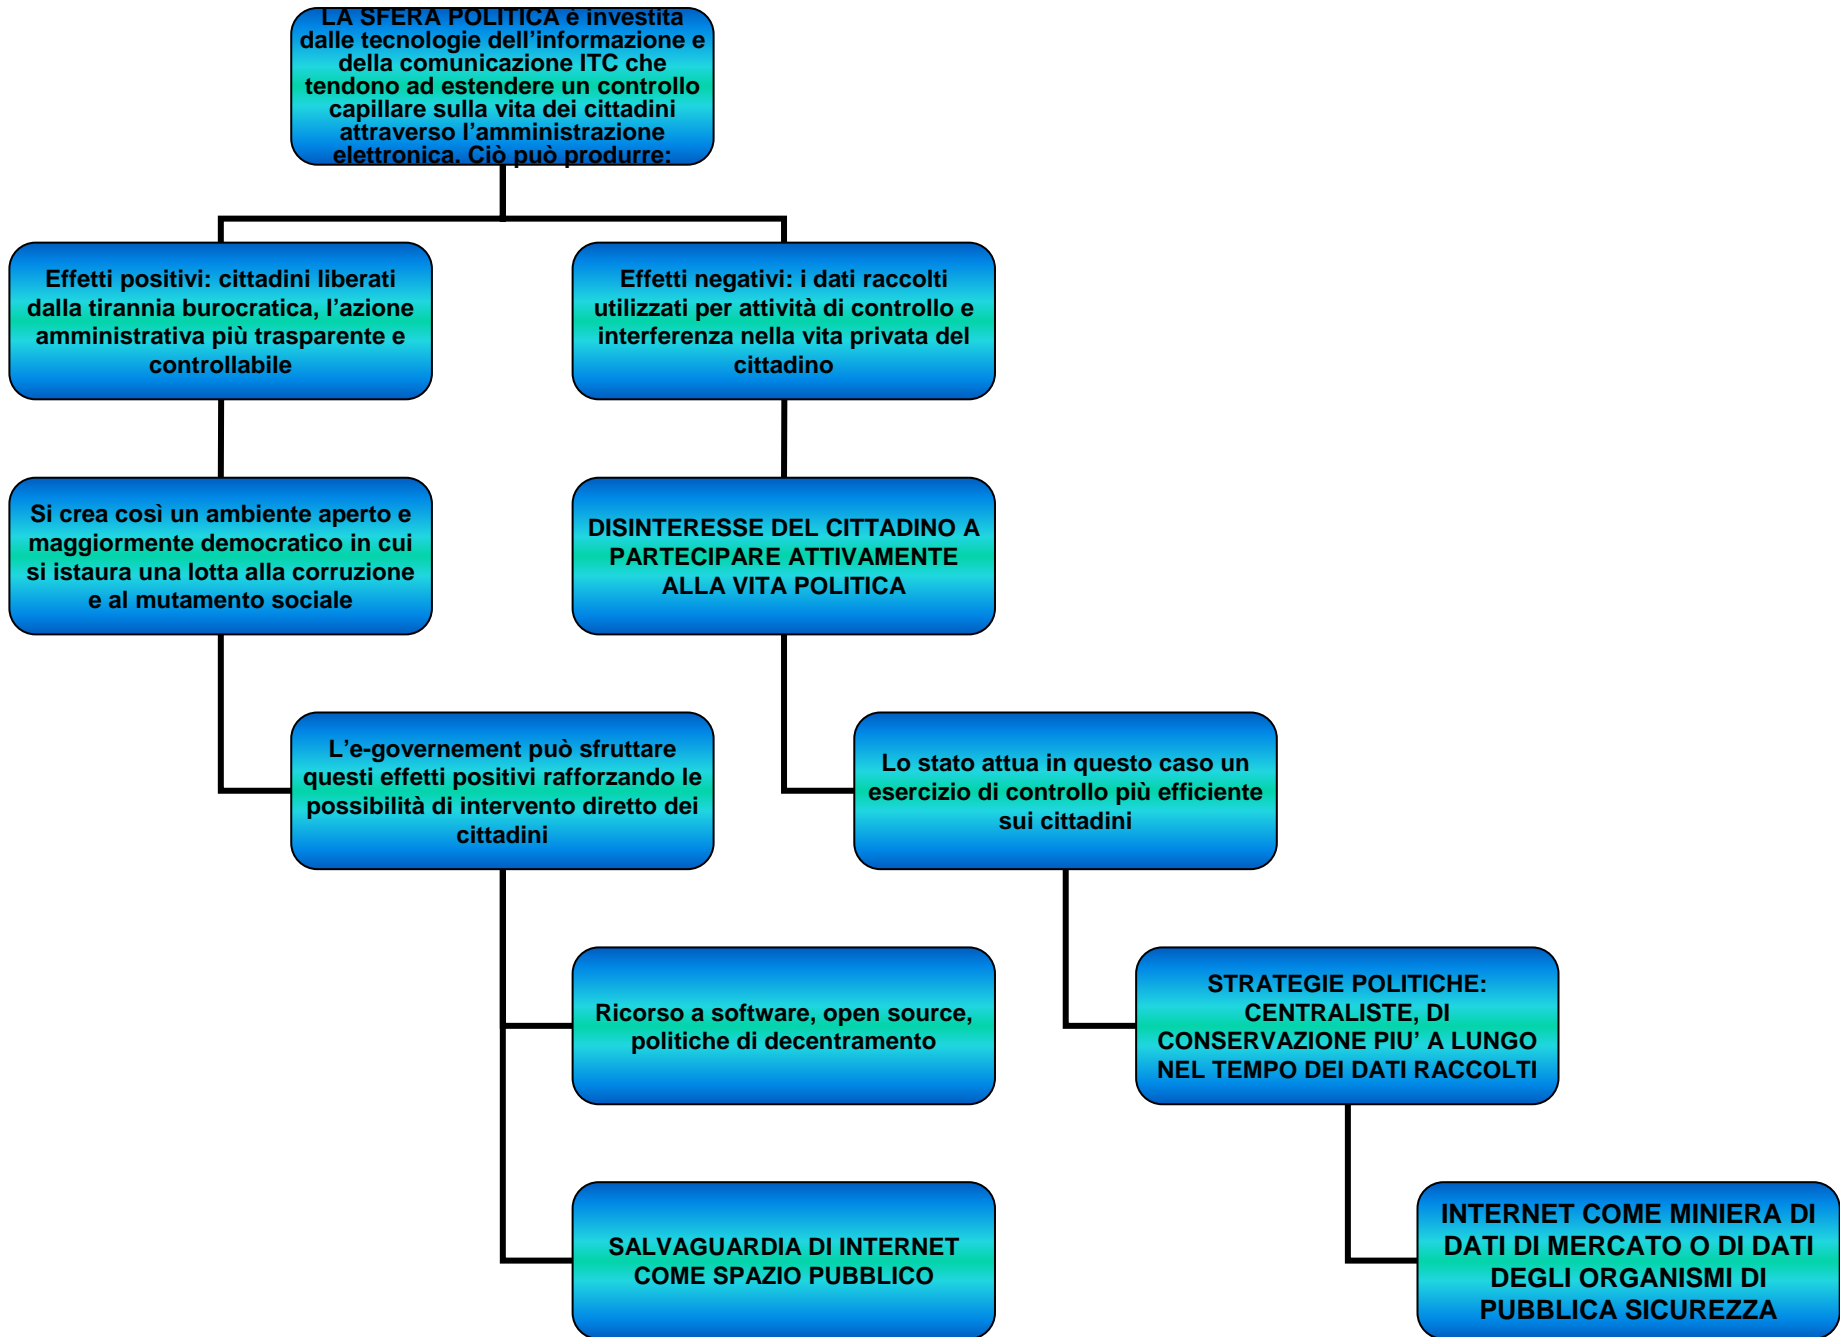 LA SFERA POLITICA è investita
dalle tecnologie dell’informazione e
della comunicazione ITC che
tendono ad estendere un controllo
capillare sulla vita dei cittadini
attraverso l’amministrazione
elettronica. Ciò può produrre:
Effetti positivi: cittadini liberati
dalla tirannia burocratica, l’azione
amministrativa più trasparente e
controllabile
Effetti negativi: i dati raccolti
utilizzati per attività di controllo e
interferenza nella vita privata del
cittadino
Si crea così un ambiente aperto e
maggiormente democratico in cui
si istaura una lotta alla corruzione
e al mutamento sociale
DISINTERESSE DEL CITTADINO A
PARTECIPARE ATTIVAMENTE
ALLA VITA POLITICA
L’e-governement può sfruttare
questi effetti positivi rafforzando le
possibilità di intervento diretto dei
cittadini
Lo stato attua in questo caso un
esercizio di controllo più efficiente
sui cittadini
Ricorso a software, open source,
politiche di decentramento
STRATEGIE POLITICHE:
CENTRALISTE, DI
CONSERVAZIONE PIU’ A LUNGO
NEL TEMPO DEI DATI RACCOLTI
SALVAGUARDIA DI INTERNET
COME SPAZIO PUBBLICO
INTERNET COME MINIERA DI
DATI DI MERCATO O DI DATI
DEGLI ORGANISMI DI
PUBBLICA SICUREZZA